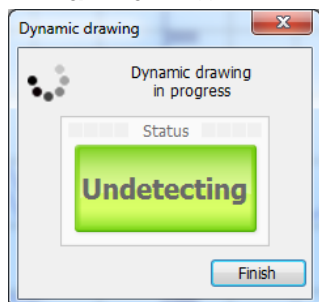 Dynamic drawing
Dynamic drawing
in progress
Status
Undetecting
Finish